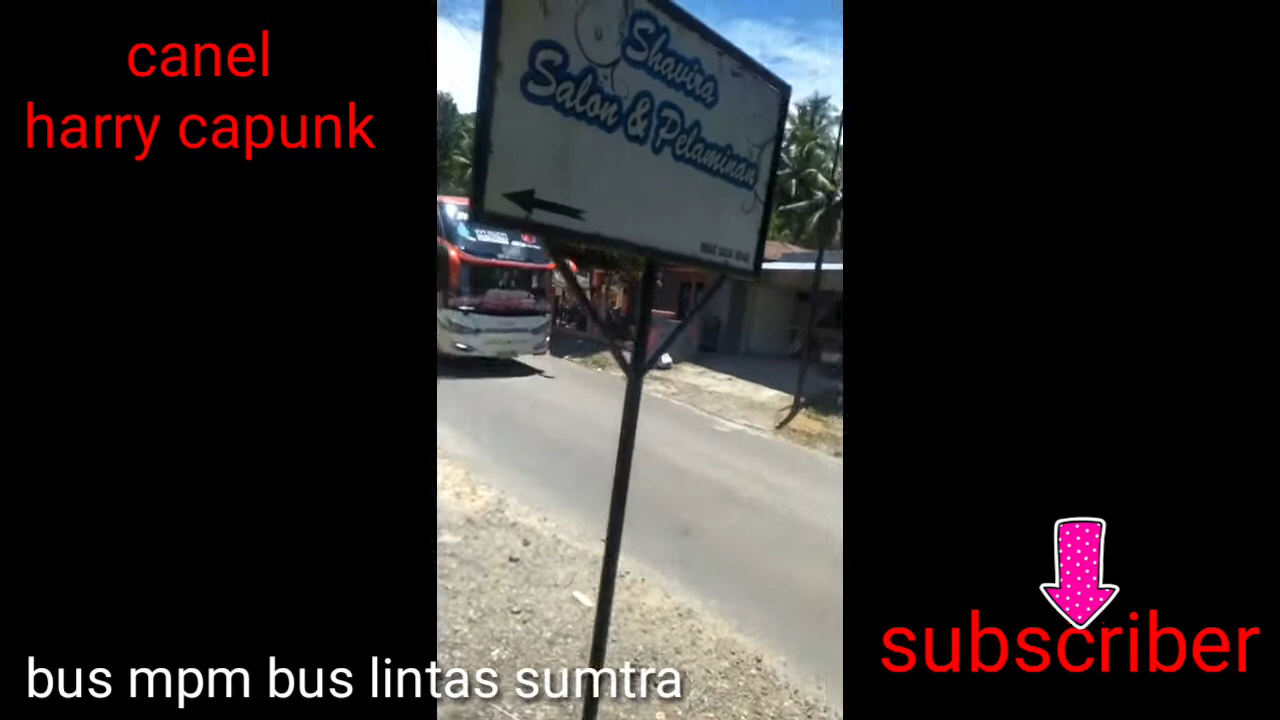 canel
harry capunk
Shavira
Salon & Pelaminan
bus mpm bus lintas sumtra
subscriber